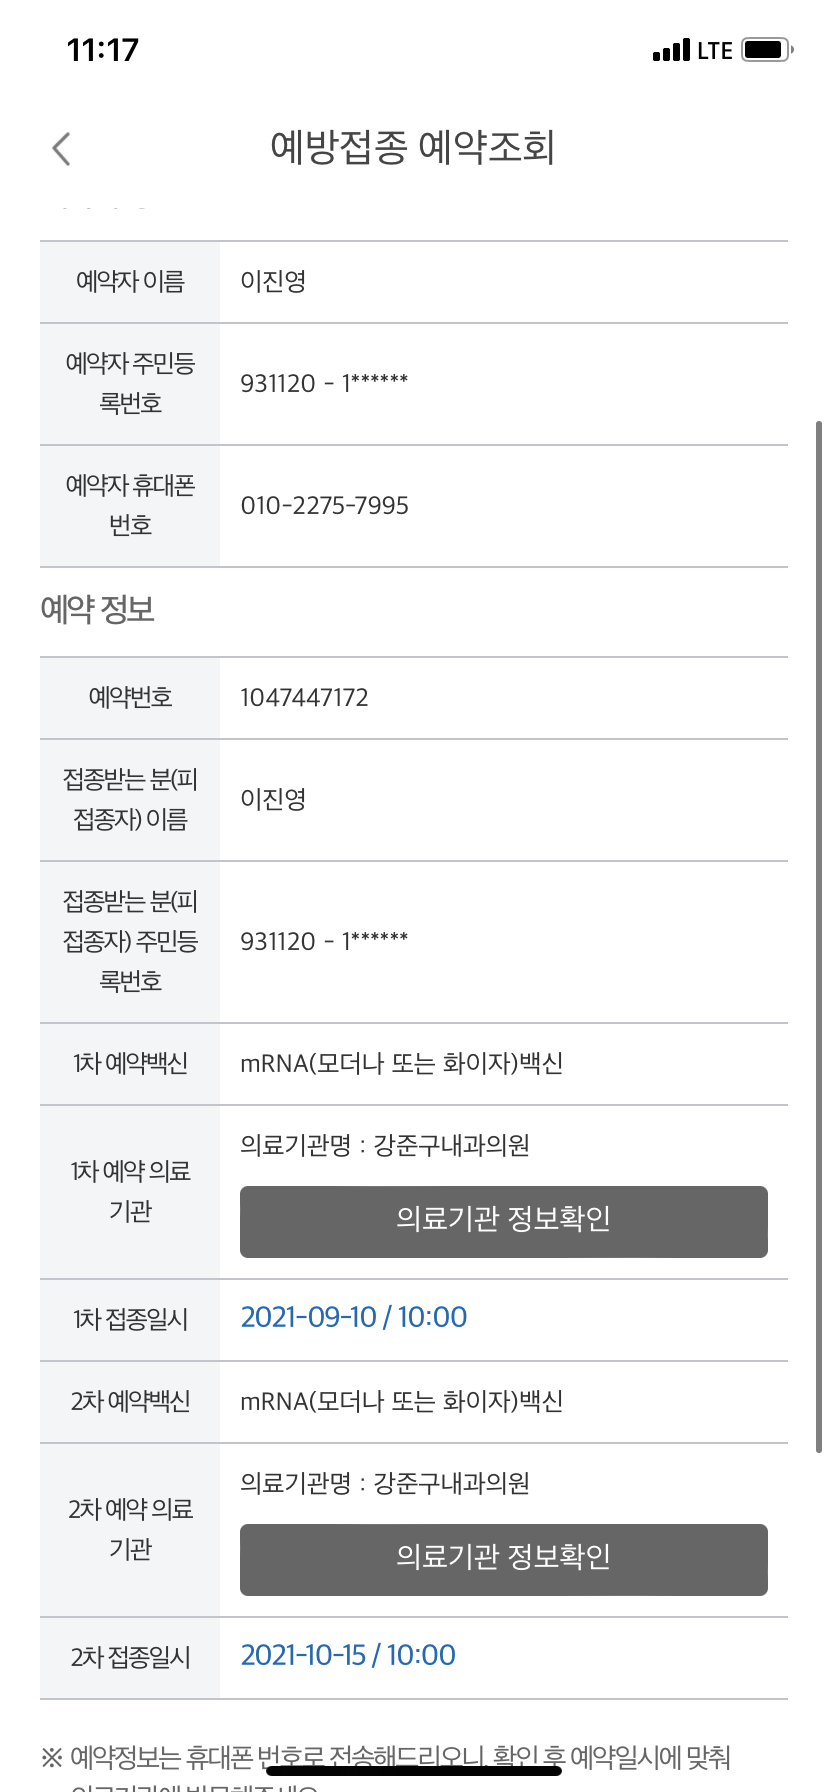 11:17
LTE
예방접종 예약조회
예약자 이름
이진영
예약자 주민등
록번호
931120 - 1******
예약자 휴대폰
번호
010-2275-7995
예약 정보
예약번호
1047447172
접종받는 분(피
접종자) 이름
이진영
접종받는 분(피
접종자) 주민등
록번호
931120 - 1******
1차 예약백신
mRNA(모더나 또는 화이자)백신
1차 예약 의료
기관
의료기관명 : 강준구내과의원
의료기관 정보확인
1차 접종일시
2021-09-10 / 10:00
2차 예약백신
mRNA(모더나 또는 화이자)백신
2차 예약 의료
기관
의료기관명 : 강준구내과의원
의료기관 정보확인
2차 접종일시
2021-10-15 / 10:00
※ 예약정보는 휴대폰 번호로 전송해드리오니, 확인 후 예약일시에 맞춰